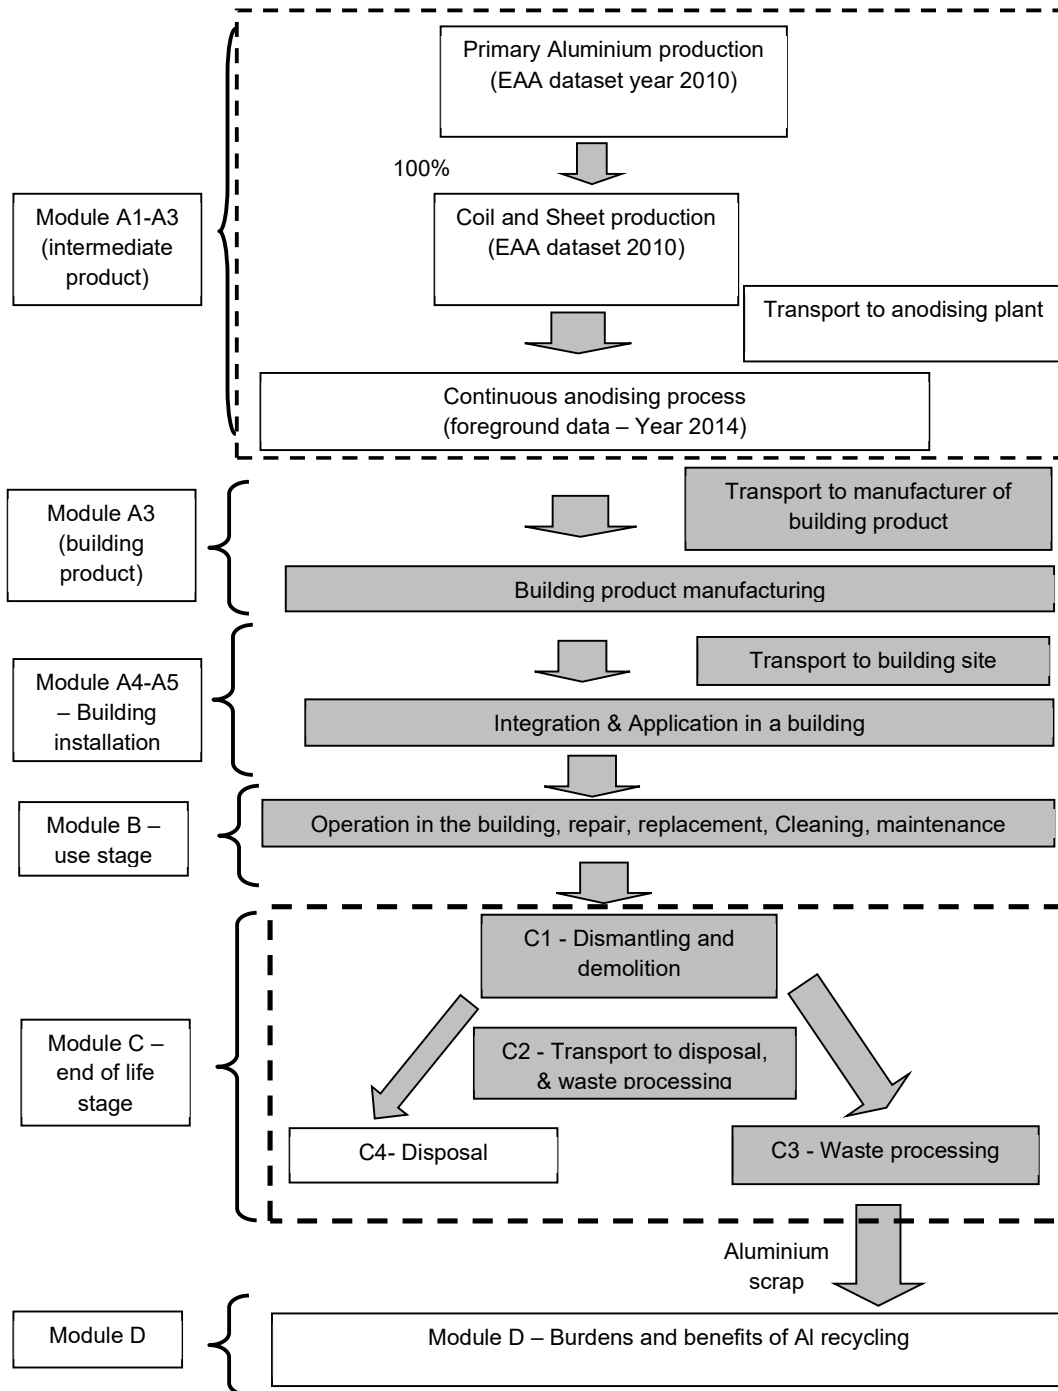 Primary Aluminium production
(EAA dataset year 2010)
100%
Module A1-A3
(intermediate
product)
Coil and Sheet production
(EAA dataset 2010)
Transport to anodising plant
Continuous anodising process
(foreground data – Year 2014)
Module A3
(building
product)
Transport to manufacturer of
building product
Building product manufacturing
Module A4-A5
– Building
installation
Transport to building site
Integration & Application in a building
Module B –
use stage
Operation in the building, repair, replacement, Cleaning, maintenance
C1 - Dismantling and
demolition
Module C –
end of life
stage
C2 - Transport to disposal,
& waste processing
C4- Disposal
C3 - Waste processing
Aluminium
scrap
Module D
Module D – Burdens and benefits of Al recycling